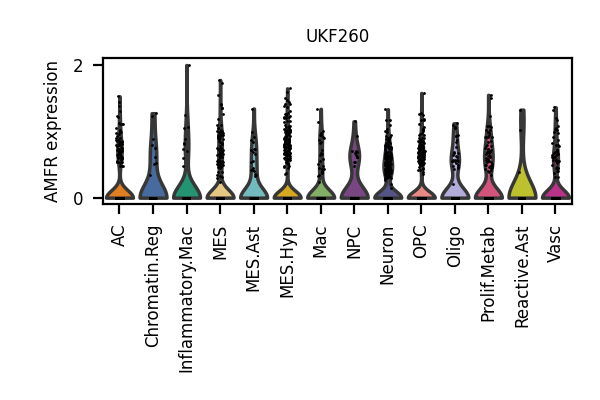 UKF260
AMFR expression
2
0
AC
Chromatin.Reg
Inflammatory.Mac
MES
MES.Ast
MES.Hyp
Mac
NPC
Neuron
OPC
Oligo
Prolif.Metab
Reactive.Ast
Vasc